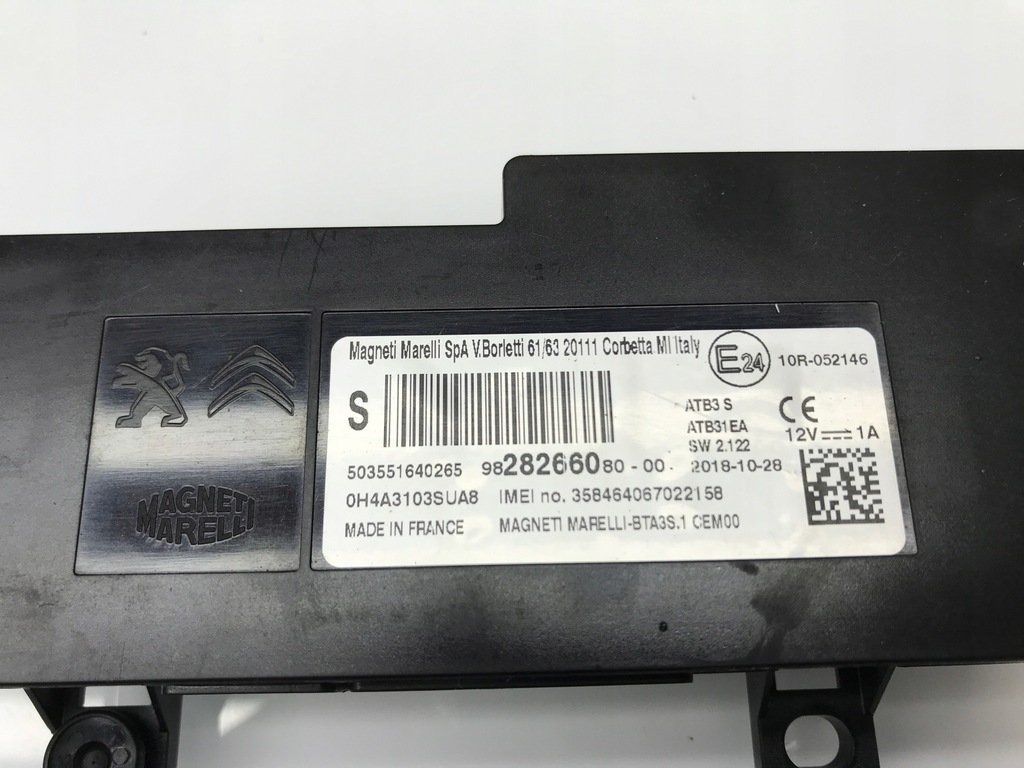 Magneti Marelli SpA V.Borletti 61/63 20111 Corbetta MI Italy
E24
10R-052146
S
ATB3 S
ATB31EA
SW 2.122
CE
12V 1A
503551640265 9828266080-00 2018-10-28
0H4A3103SUA8 IMEI no. 358464067022158
MADE IN FRANCE MAGNETI MARELLI-BTA3S.1 CEM00
MAGNETI
MARELLI